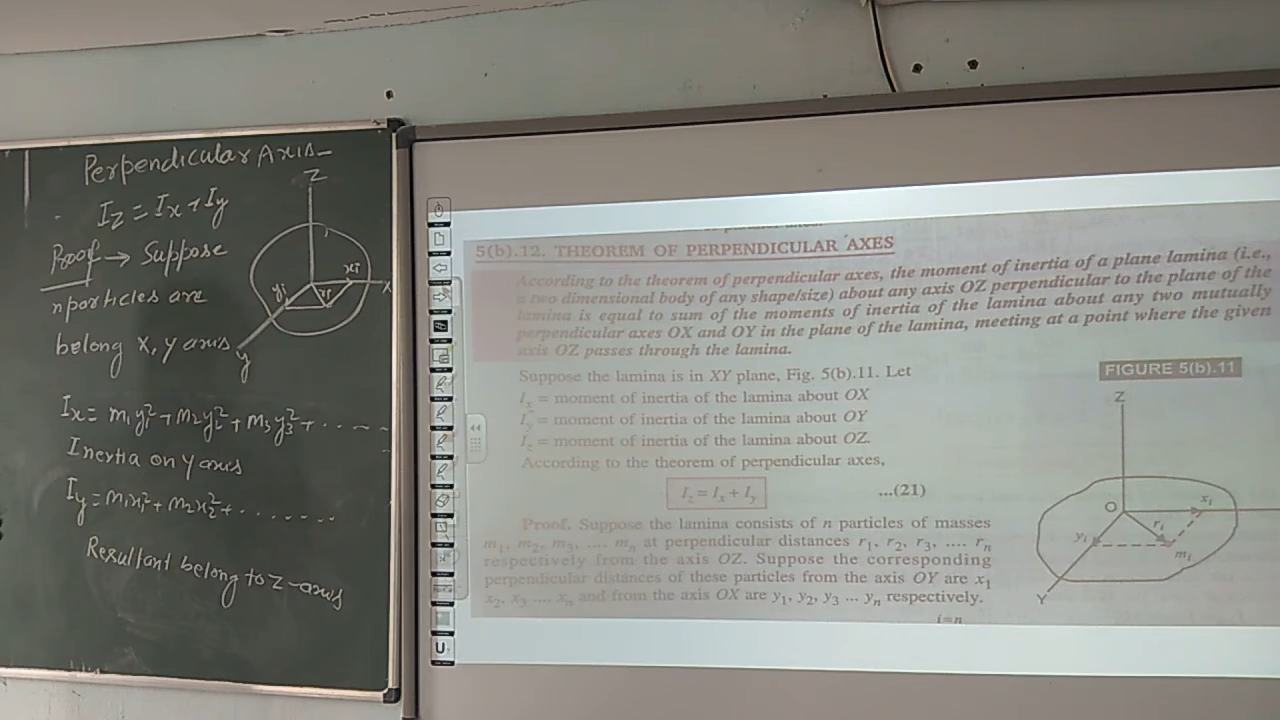 Perpendicular Axis-
Iz = Ix + Iy
Proof → Suppose
n particles are
belong x, y axis
Z
xi
X
yi
ri
y
Ix = m1y1² + m2y2² + m3y3² + ......
Inertia on y axis
Iy = m1x1² + m2x2² + .......
Resultant belong to z-axis
5(b).12. THEOREM OF PERPENDICULAR AXES
According to the theorem of perpendicular axes, the moment of inertia of a plane lamina (i.e.,
a two dimensional body of any shape/size) about any axis OZ perpendicular to the plane of the
lamina is equal to sum of the moments of inertia of the lamina about any two mutually
perpendicular axes OX and OY in the plane of the lamina, meeting at a point where the given
axis OZ passes through the lamina.
Suppose the lamina is in XY plane, Fig. 5(b).11. Let
Ix = moment of inertia of the lamina about OX
Iy = moment of inertia of the lamina about OY
Iz = moment of inertia of the lamina about OZ.
According to the theorem of perpendicular axes,
Iz = Ix + Iy ...(21)
Proof. Suppose the lamina consists of n particles of masses
m1, m2, m3, .... mn at perpendicular distances r1, r2, r3, .... rn
respectively from the axis OZ. Suppose the corresponding
perpendicular distances of these particles from the axis OY are x1
x2, x3 .... xn and from the axis OX are y1, y2, y3 ... yn respectively.
i=n
FIGURE 5(b).11
Z
O
xi
yi
ri
mi
Y
U